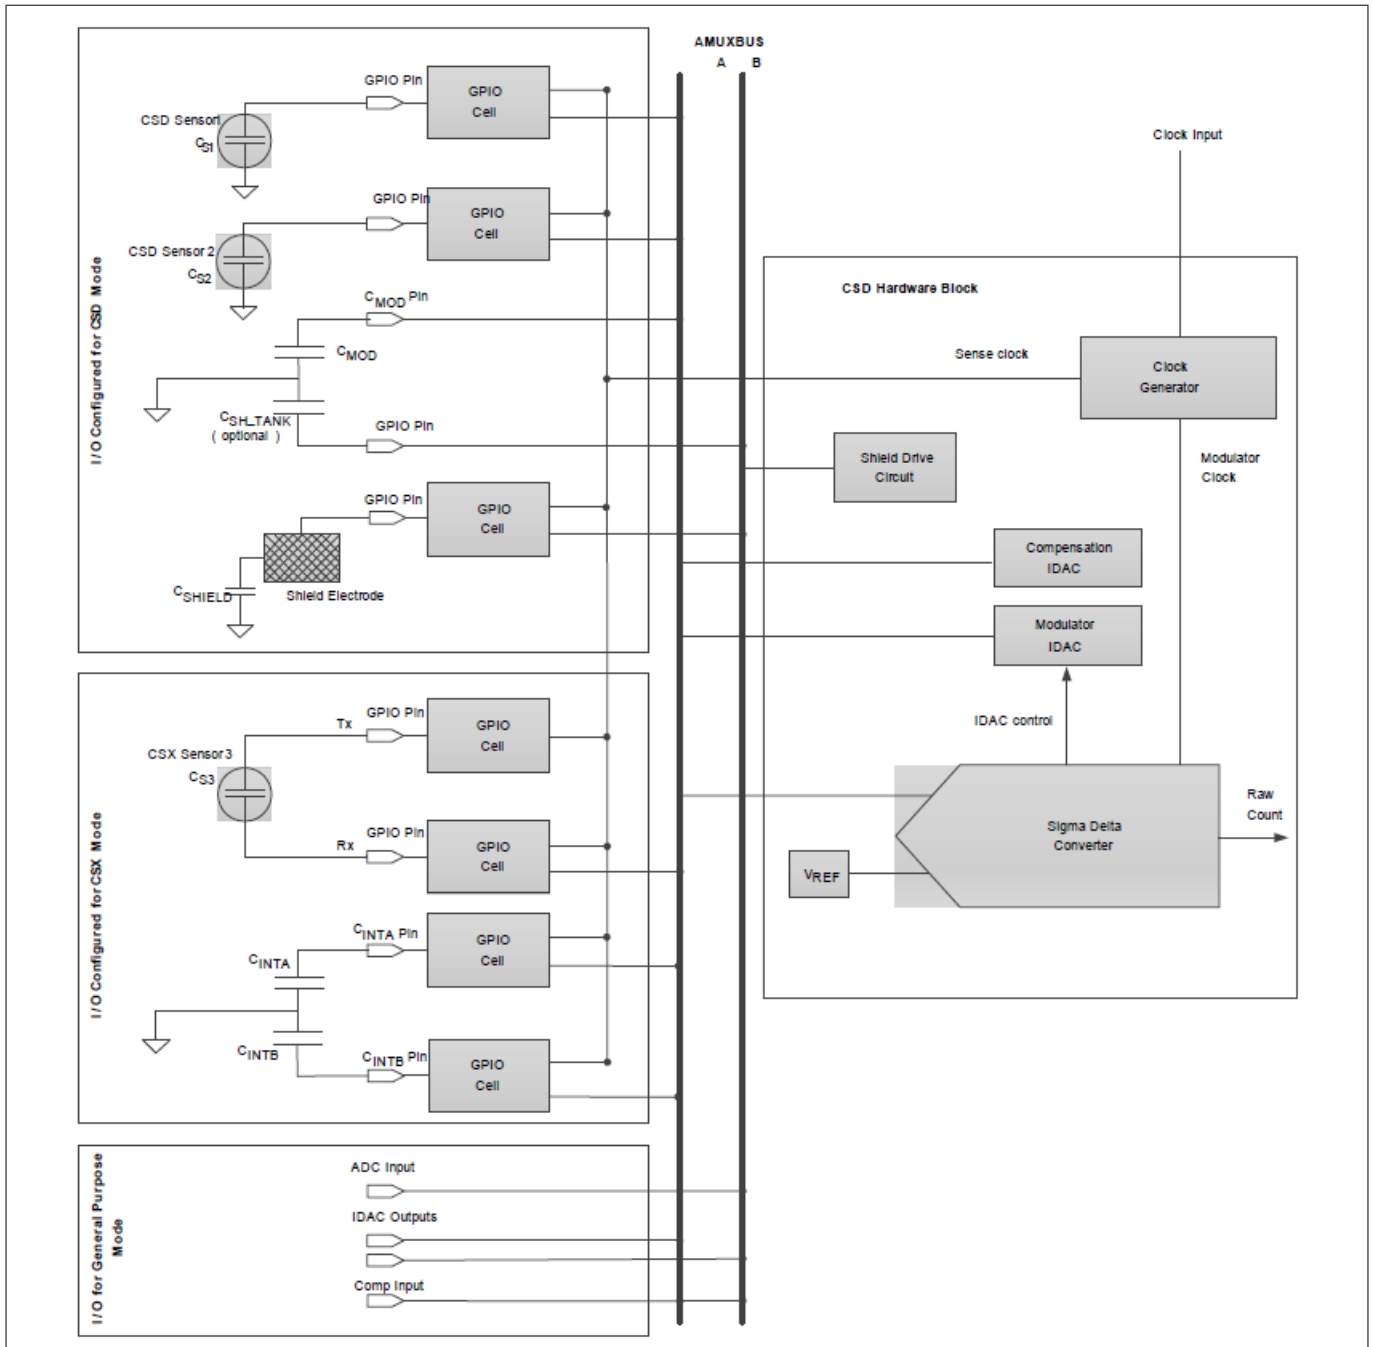 AMUXBUS
A B
I/O Configured for CSD Mode
GPIO Pin
GPIO
Cell
CSD Sensor1
CS1
GPIO Pin
GPIO
Cell
CSD Sensor 2
CS2
CMOD Pin
CMOD
CSH_TANK
( optional )
GPIO Pin
GPIO Pin
GPIO
Cell
CSHIELD
Shield Electrode
I/O Configured for CSX Mode
Tx
GPIO Pin
GPIO
Cell
CSX Sensor 3
CS3
GPIO Pin
Rx
GPIO
Cell
CINTA Pin
GPIO
Cell
CINTA
CINTB
CINTB Pin
GPIO
Cell
I/O for General Purpose
Mode
ADC Input
IDAC Outputs
Comp Input
Clock Input
CSD Hardware Block
Sense clock
Clock
Generator
Shield Drive
Circuit
Modulator
Clock
Compensation
IDAC
Modulator
IDAC
IDAC control
Sigma Delta
Converter
VREF
Raw
Count